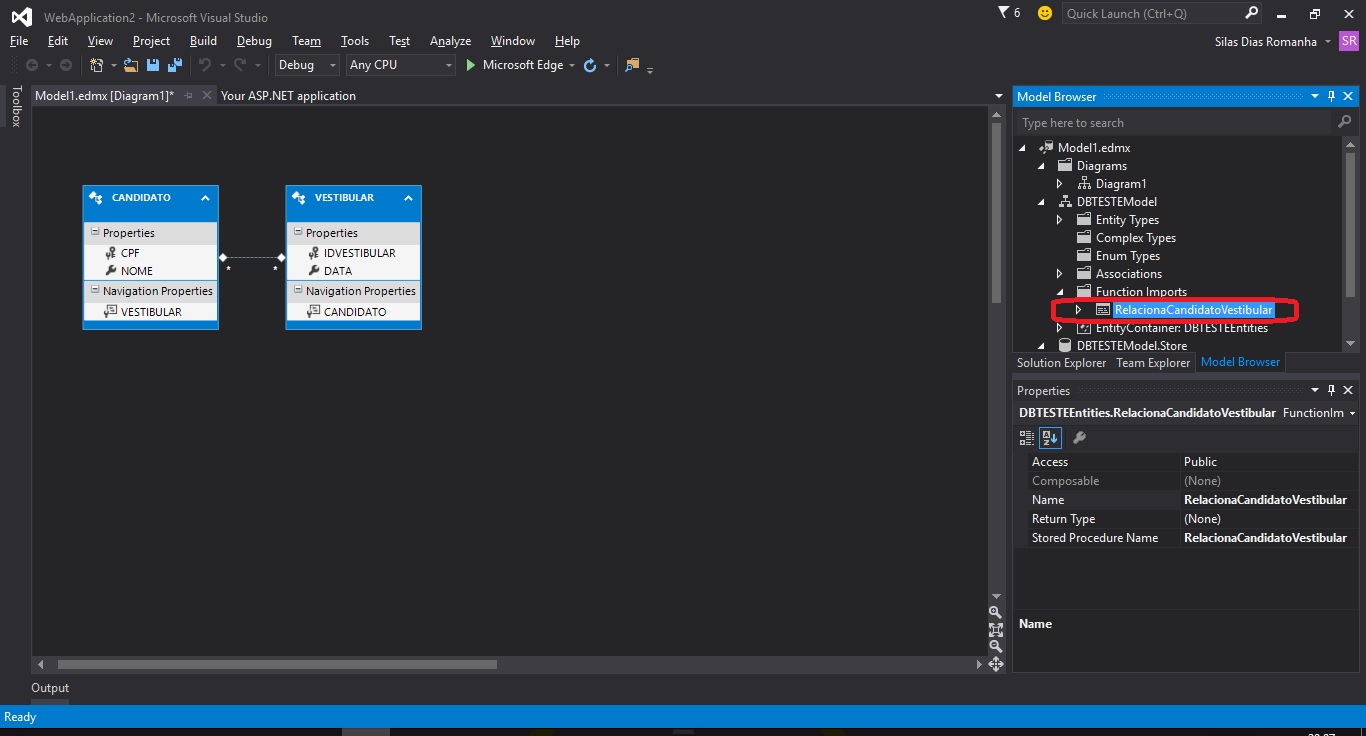 WebApplication2 - Microsoft Visual Studio
6
Quick Launch (Ctrl+Q)
File Edit View Project Build Debug Team Tools Test Analyze Window Help
Silas Dias Romanha
SR
Debug
Any CPU
Microsoft Edge
Toolbox
Model1.edmx [Diagram1]*
Your ASP.NET application
CANDIDATO
Properties
CPF
NOME
Navigation Properties
VESTIBULAR
*
*
VESTIBULAR
Properties
IDVESTIBULAR
DATA
Navigation Properties
CANDIDATO
Model Browser
Type here to search
Model1.edmx
Diagrams
Diagram1
DBTESTEModel
Entity Types
Complex Types
Enum Types
Associations
Function Imports
RelacionaCandidatoVestibular
EntityContainer: DBTESTEEntities
DBTESTEModel.Store
Solution Explorer Team Explorer Model Browser
Properties
DBTESTEEntities.RelacionaCandidatoVestibular FunctionIm
Access Public
Composable (None)
Name RelacionaCandidatoVestibular
Return Type (None)
Stored Procedure Name RelacionaCandidatoVestibular
Name
Output
Ready